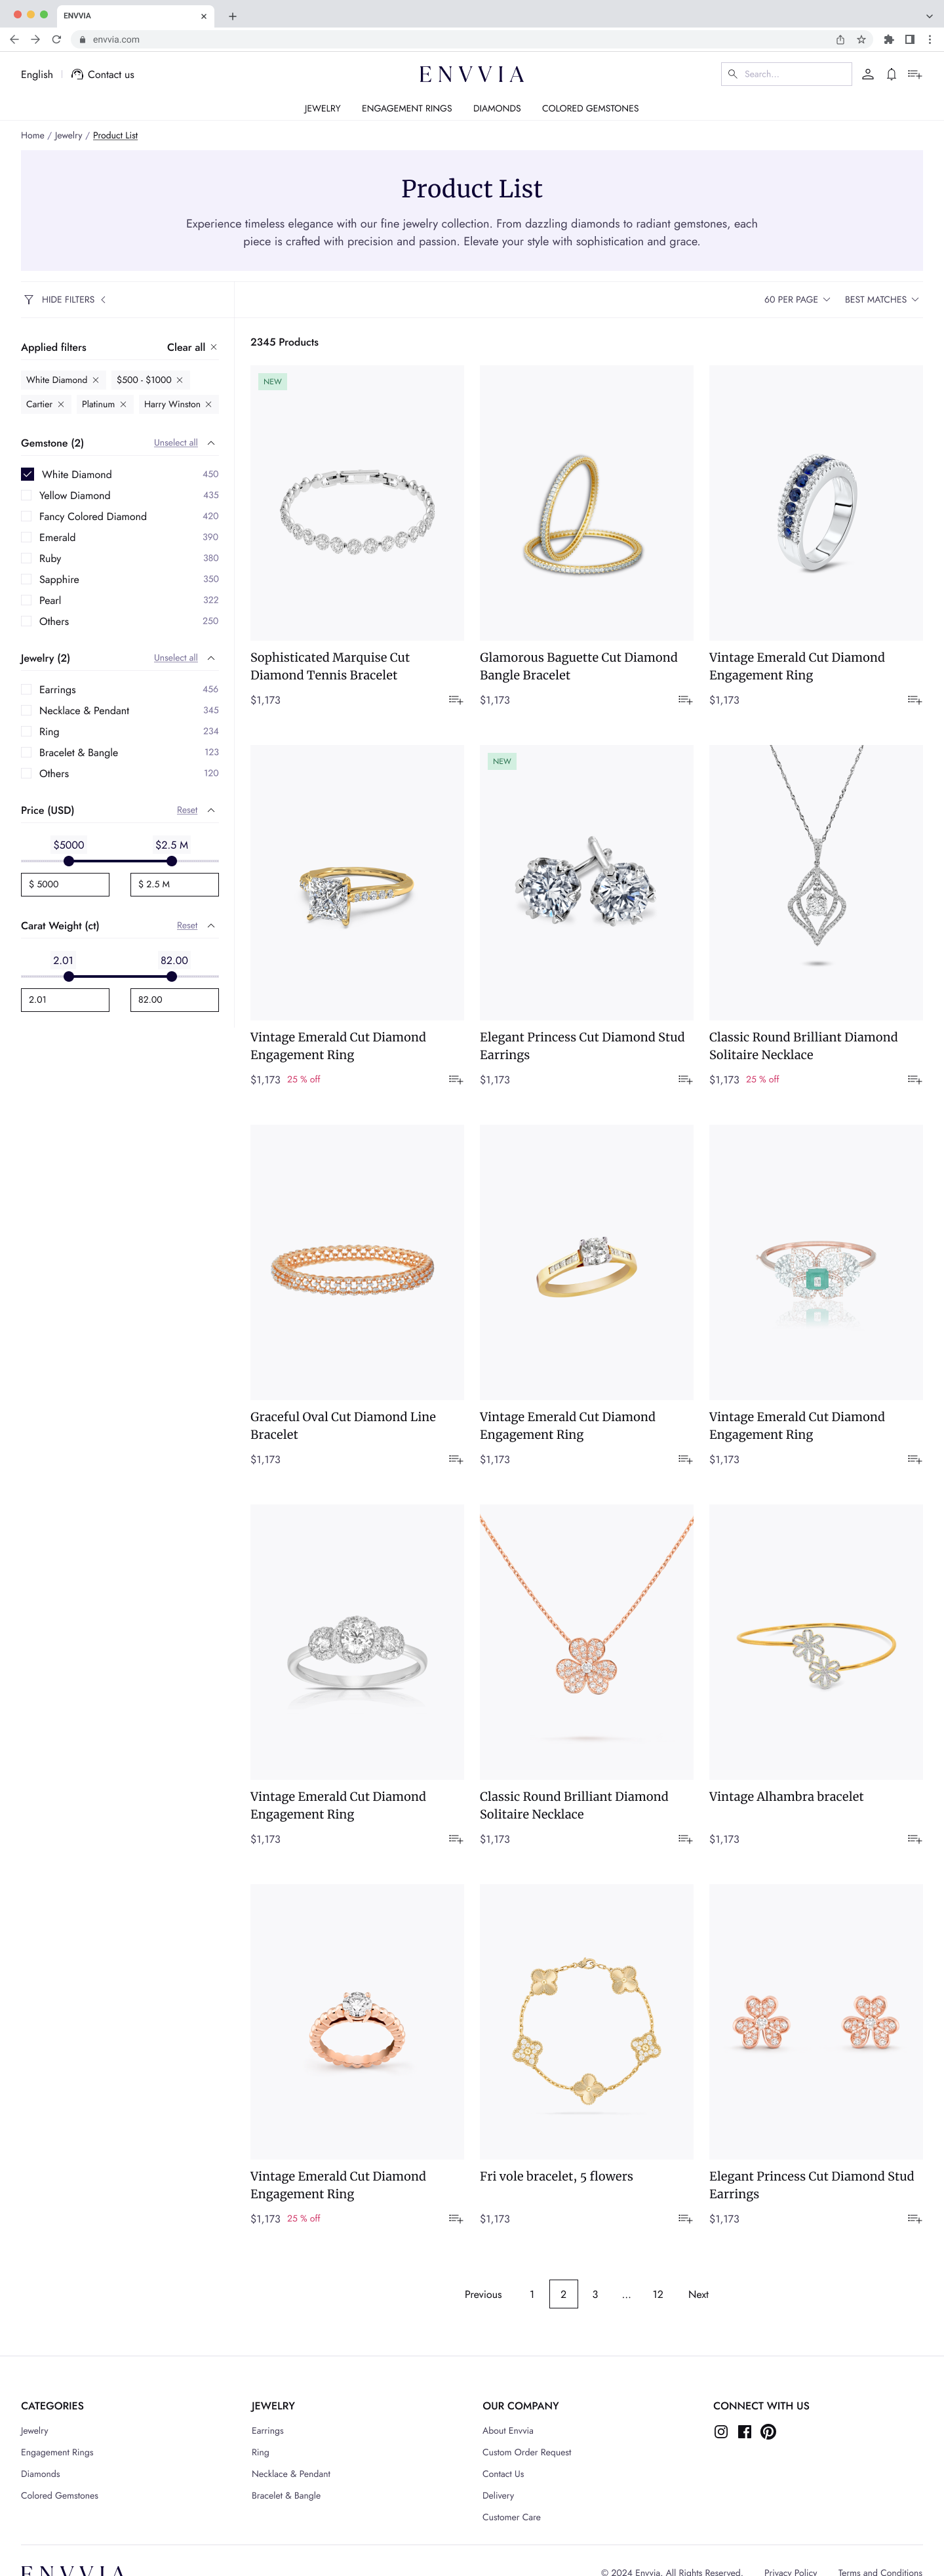 ENVVIA
envvia.com
English
Contact us
ENVVIA
Search...
JEWELRY
ENGAGEMENT RINGS
DIAMONDS
COLORED GEMSTONES
Home / Jewelry / Product List
Product List
Experience timeless elegance with our fine jewelry collection. From dazzling diamonds to radiant gemstones, each
piece is crafted with precision and passion. Elevate your style with sophistication and grace.
HIDE FILTERS
60 PER PAGE
BEST MATCHES
Applied filters
Clear all
White Diamond
$500 - $1000
Cartier
Platinum
Harry Winston
Gemstone (2)
Unselect all
White Diamond 450
Yellow Diamond 435
Fancy Colored Diamond 420
Emerald 390
Ruby 380
Sapphire 350
Pearl 322
Others 250
Jewelry (2)
Unselect all
Earrings 456
Necklace & Pendant 345
Ring 234
Bracelet & Bangle 123
Others 120
Price (USD)
Reset
$5000
$2.5 M
$ 5000
$ 2.5 M
Carat Weight (ct)
Reset
2.01
82.00
2.01
82.00
2345 Products
NEW
Sophisticated Marquise Cut
Diamond Tennis Bracelet
$1,173
Glamorous Baguette Cut Diamond
Bangle Bracelet
$1,173
Vintage Emerald Cut Diamond
Engagement Ring
$1,173
Vintage Emerald Cut Diamond
Engagement Ring
$1,173 25 % off
NEW
Elegant Princess Cut Diamond Stud
Earrings
$1,173
Classic Round Brilliant Diamond
Solitaire Necklace
$1,173 25 % off
Graceful Oval Cut Diamond Line
Bracelet
$1,173
Vintage Emerald Cut Diamond
Engagement Ring
$1,173
Vintage Emerald Cut Diamond
Engagement Ring
$1,173
Vintage Emerald Cut Diamond
Engagement Ring
$1,173
Classic Round Brilliant Diamond
Solitaire Necklace
$1,173
Vintage Alhambra bracelet
$1,173
Vintage Emerald Cut Diamond
Engagement Ring
$1,173 25 % off
Fri vole bracelet, 5 flowers
$1,173
Elegant Princess Cut Diamond Stud
Earrings
$1,173
Previous 1 2 3 ... 12 Next
CATEGORIES
Jewelry
Engagement Rings
Diamonds
Colored Gemstones
JEWELRY
Earrings
Ring
Necklace & Pendant
Bracelet & Bangle
OUR COMPANY
About Envvia
Custom Order Request
Contact Us
Delivery
Customer Care
CONNECT WITH US
ENVVIA
© 2024 Envvia. All Rights Reserved.
Privacy Policy
Terms and Conditions